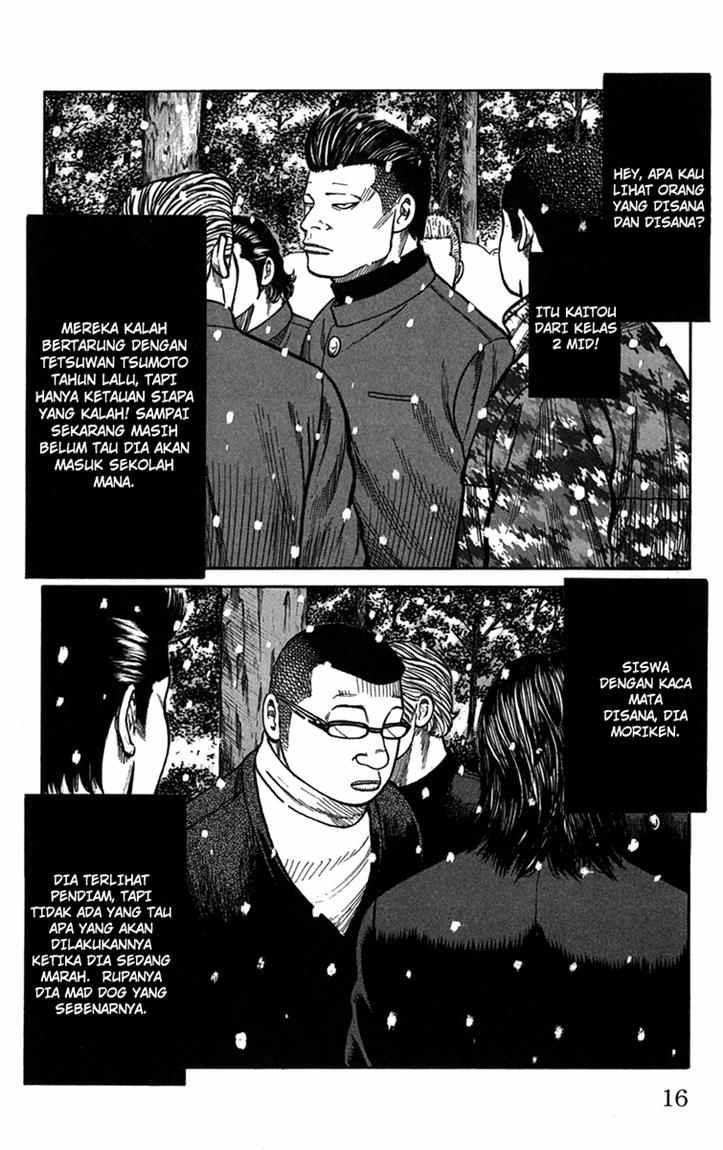 HEY, APA KAU
LIHAT ORANG
YANG DISANA
DAN DISANA?
ITU KAITOU
DARI KELAS
2 MID!
MEREKA KALAH
BERTARUNG DENGAN
TETSUWAN TSUMOTO
TAHUN LALU, TAPI
HANYA KETAUAN SIAPA
YANG KALAH! SAMPAI
SEKARANG MASIH
BELUM TAU DIA AKAN
MASUK SEKOLAH
MANA.
SISWA
DENGAN KACA
MATA
DISANA, DIA
MORIKEN.
DIA TERLIHAT
PENDIAM, TAPI
TIDAK ADA YANG TAU
APA YANG AKAN
DILAKUKANNYA
KETIKA DIA SEDANG
MARAH. RUPANYA
DIA MAD DOG YANG
SEBENARNYA.
16